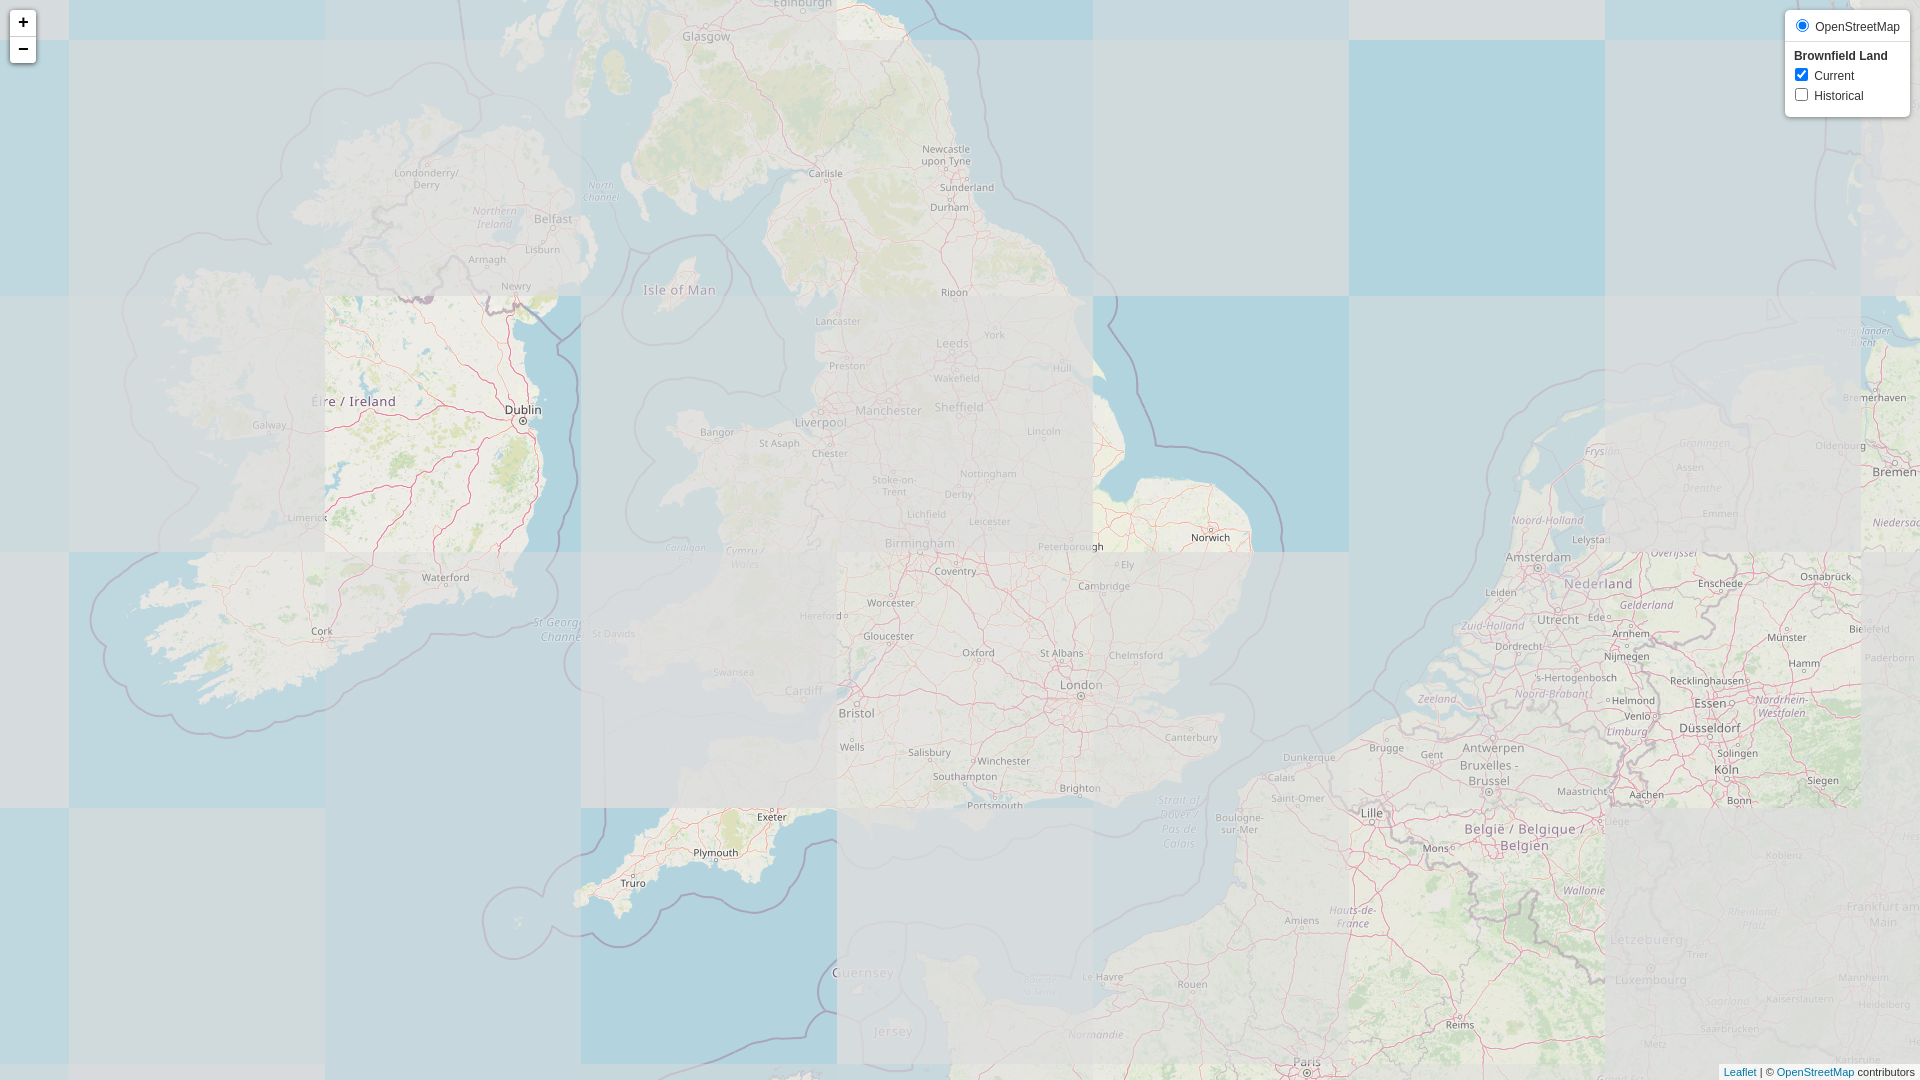 +
−
OpenStreetMap
Brownfield Land
Current
Historical
Edinburgh
Glasgow
Newcastle
upon Tyne
Londonderry/
Derry
Carlisle
Sunderland
North
Channel
Durham
Northern
Ireland
Belfast
Lisburn
Armagh
Newry
Isle of Man
Ripon
Lancaster
York
Leeds
Preston
Hull
Wakefield
Éire / Ireland
Dublin
Manchester
Sheffield
Bremerhaven
Galway
Liverpool
Bangor
St Asaph
Lincoln
Chester
Groningen
Oldenburg
Fryslân
Assen
Bremen
Stoke-on-
Trent
Nottingham
Derby
Drenthe
Limerick
Lichfield
Leicester
Emmen
Noord-Holland
Niedersac
Norwich
Lelystad
Birmingham
Peterborough
Cardigan
Cymru /
Wales
Overijssel
Amsterdam
Coventry
Ely
Waterford
Cambridge
Enschede
Osnabrück
Nederland
Leiden
Worcester
Gelderland
Hereford
Utrecht
Ede
St George
Channe
Cork
St Davids
Gloucester
Zuid-Holland
Arnhem
Münster
Bielefeld
Oxford
St Albans
Chelmsford
Dordrecht
Nijmegen
Hamm
Paderborn
Swansea
's-Hertogenbosch
Recklinghausen
Cardiff
London
Noord-Brabant
Zeeland
Helmond
Essen
Nordrhein-
Westfalen
Bristol
Venlo
Limburg
Düsseldorf
Canterbury
Wells
Salisbury
Brugge
Gent
Antwerpen
Solingen
Winchester
Dunkerque
Bruxelles -
Brussel
Köln
Southampton
Calais
Siegen
Brighton
Maastricht
Aachen
Bonn
Portsmouth
Strait of
Dover /
Pas de
Calais
Saint-Omer
Exeter
Lille
Boulogne-
sur-Mer
Liège
België / Belgique /
Belgien
Plymouth
Mons
Koblenz
Truro
Wallonie
Hauts-de-
France
Amiens
Rheinland-
Pfalz
Frankfurt am
Main
Lëtzebuerg
Trier
Guernsey
Le Havre
Rouen
Luxembourg
Mannheim
Saarland
Kaiserslautern
Heidelberg
Reims
Saarbrücken
Jersey
Normandie
Metz
Paris
Karlsruhe
Leaflet | © OpenStreetMap contributors